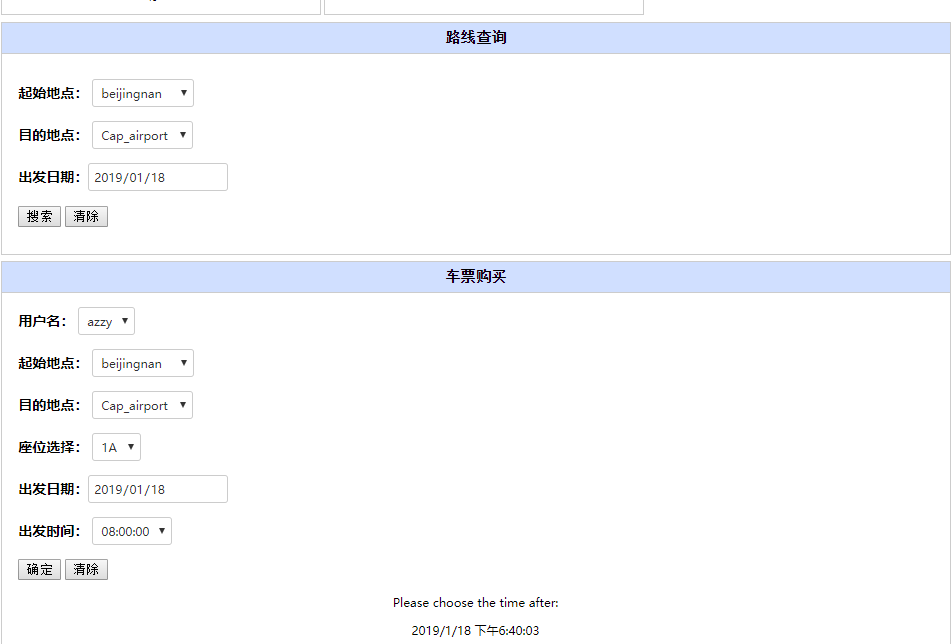 路线查询
起始地点： beijingnan
目的地点： Cap_airport
出发日期： 2019/01/18
搜索 清除
车票购买
用户名： azzy
起始地点： beijingnan
目的地点： Cap_airport
座位选择： 1A
出发日期： 2019/01/18
出发时间： 08:00:00
确定 清除
Please choose the time after:
2019/1/18 下午6:40:03